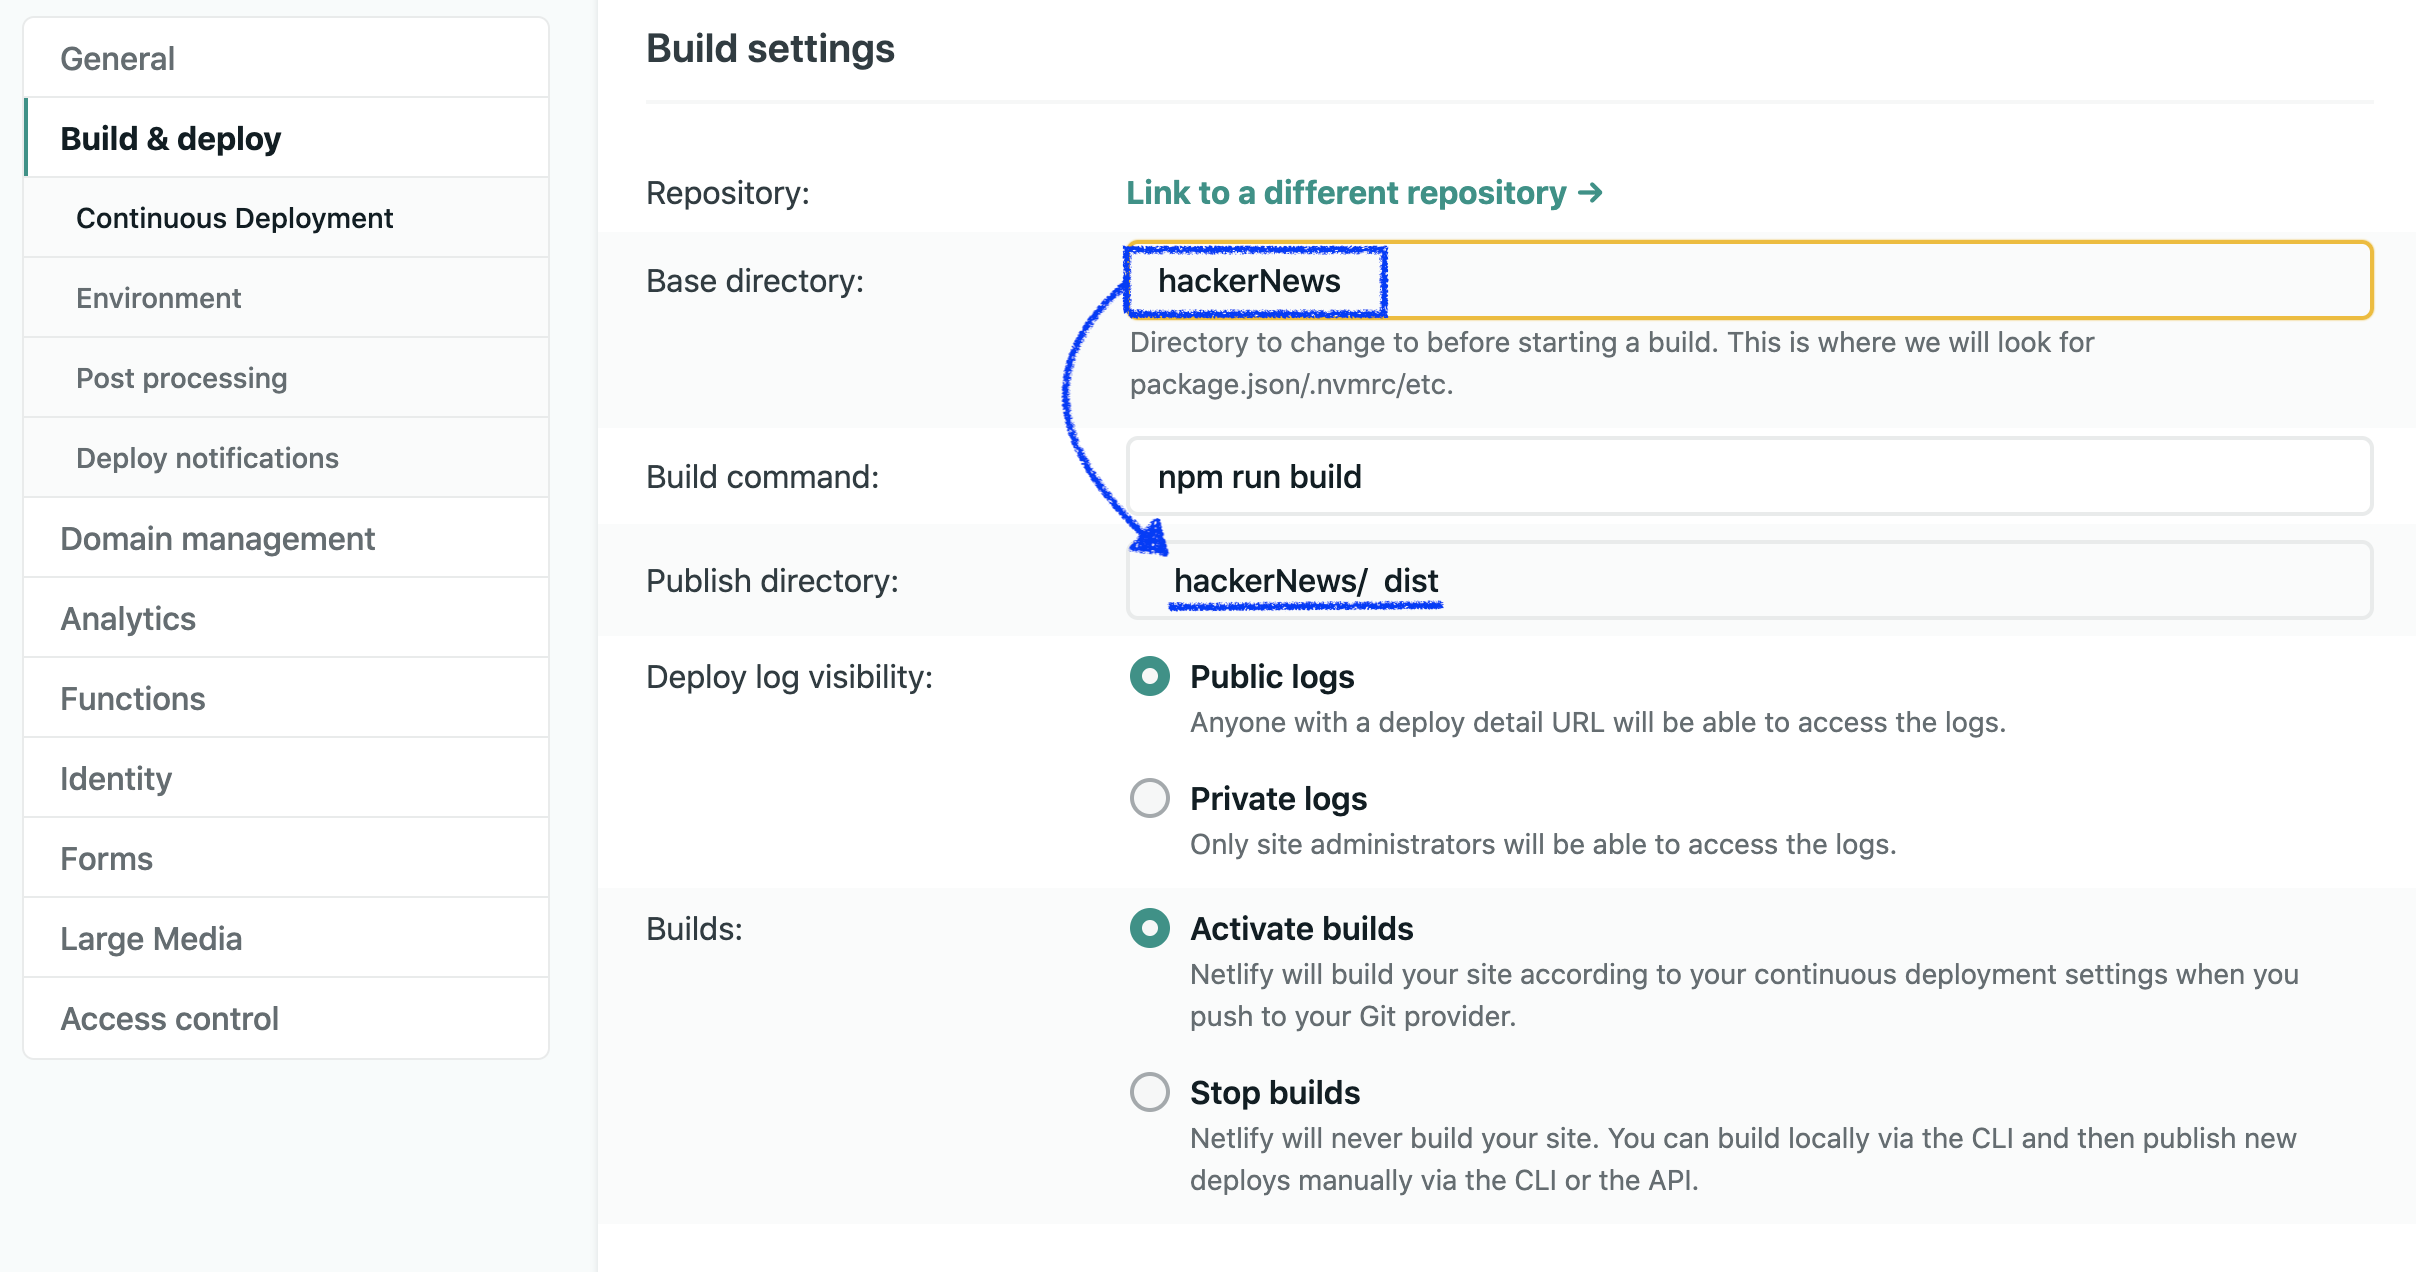 General
Build & deploy
Continuous Deployment
Environment
Post processing
Deploy notifications
Domain management
Analytics
Functions
Identity
Forms
Large Media
Access control
Build settings
Repository:
Link to a different repository →
Base directory:
hackerNews
Directory to change to before starting a build. This is where we will look for
package.json/.nvmrc/etc.
Build command:
npm run build
Publish directory:
hackerNews/ dist
Deploy log visibility:
Public logs
Anyone with a deploy detail URL will be able to access the logs.
Private logs
Only site administrators will be able to access the logs.
Builds:
Activate builds
Netlify will build your site according to your continuous deployment settings when you
push to your Git provider.
Stop builds
Netlify will never build your site. You can build locally via the CLI and then publish new
deploys manually via the CLI or the API.